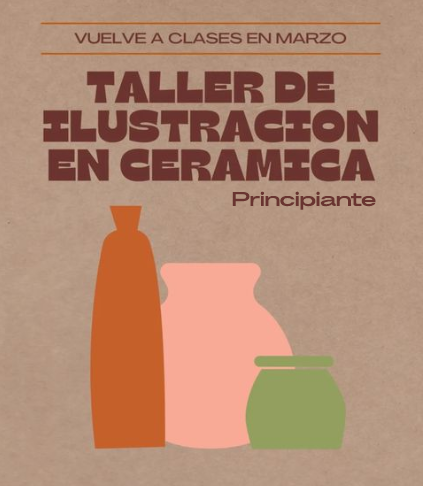 VUELVE A CLASES EN MARZO
TALLER DE
ILUSTRACION
EN CERAMICA
Principiante